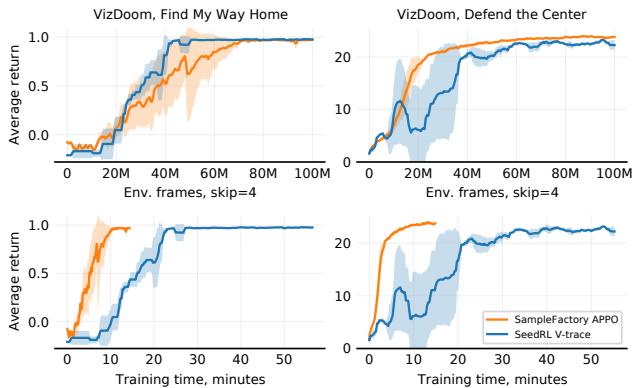 VizDoom, Find My Way Home
VizDoom, Defend the Center
Average return
1.0
0.5
0.0
0 20M 40M 60M 80M 100M
Env. frames, skip=4
20
10
0
0 20M 40M 60M 80M 100M
Env. frames, skip=4
Average return
1.0
0.5
0.0
0 10 20 30 40 50
Training time, minutes
20
10
0
0 10 20 30 40 50
Training time, minutes
SampleFactory APPO
SeedRL V-trace